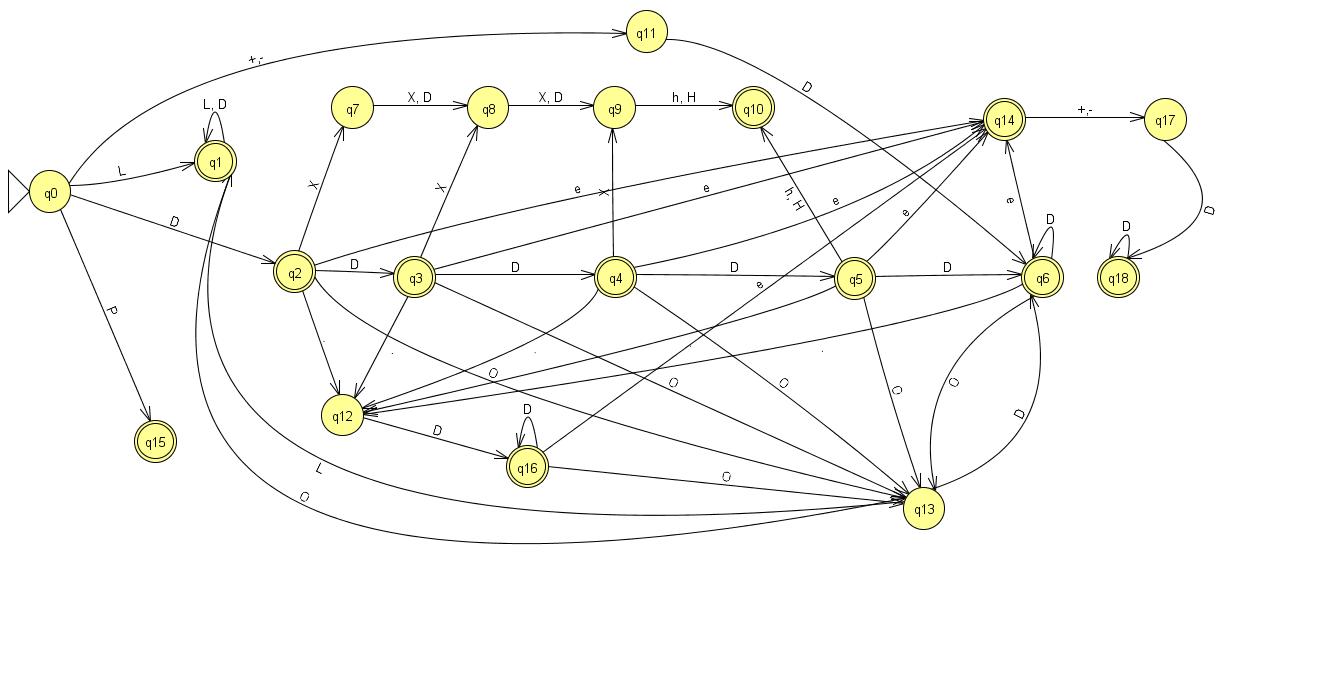 q11
+,-
D
L, D
q7
X, D
q8
X, D
q9
h, H
q10
q14
+,-
q17
q1
L
q0
X
X
e
X
e
e
h, H
e
e
D
D
D
D
q2
D
q3
D
q4
D
q5
D
q6
q18
e
P
.
.
.
.
.
O
O
O
O
O
q12
D
D
D
q15
q16
L
O
O
q13